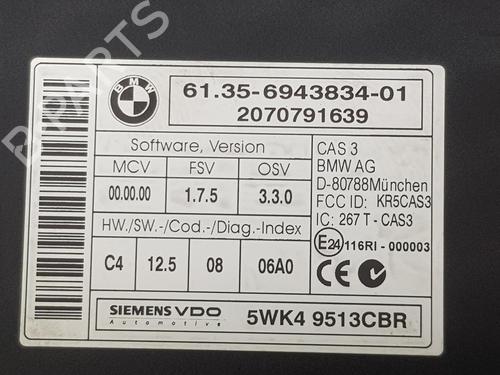 B-PARTS
BMW
61.35-6943834-01
2070791639
Software, Version
MCV FSV OSV
00.00.00 1.7.5 3.3.0
HW./SW.-/Cod.-/Diag.-Index
C4 12.5 08 06A0
CAS 3
BMW AG
D-80788München
FCC ID: KR5CAS3
IC: 267 T - CAS3
E24 116RI - 000003
CE
SIEMENS VDO
Automotive
5WK4 9513CBR